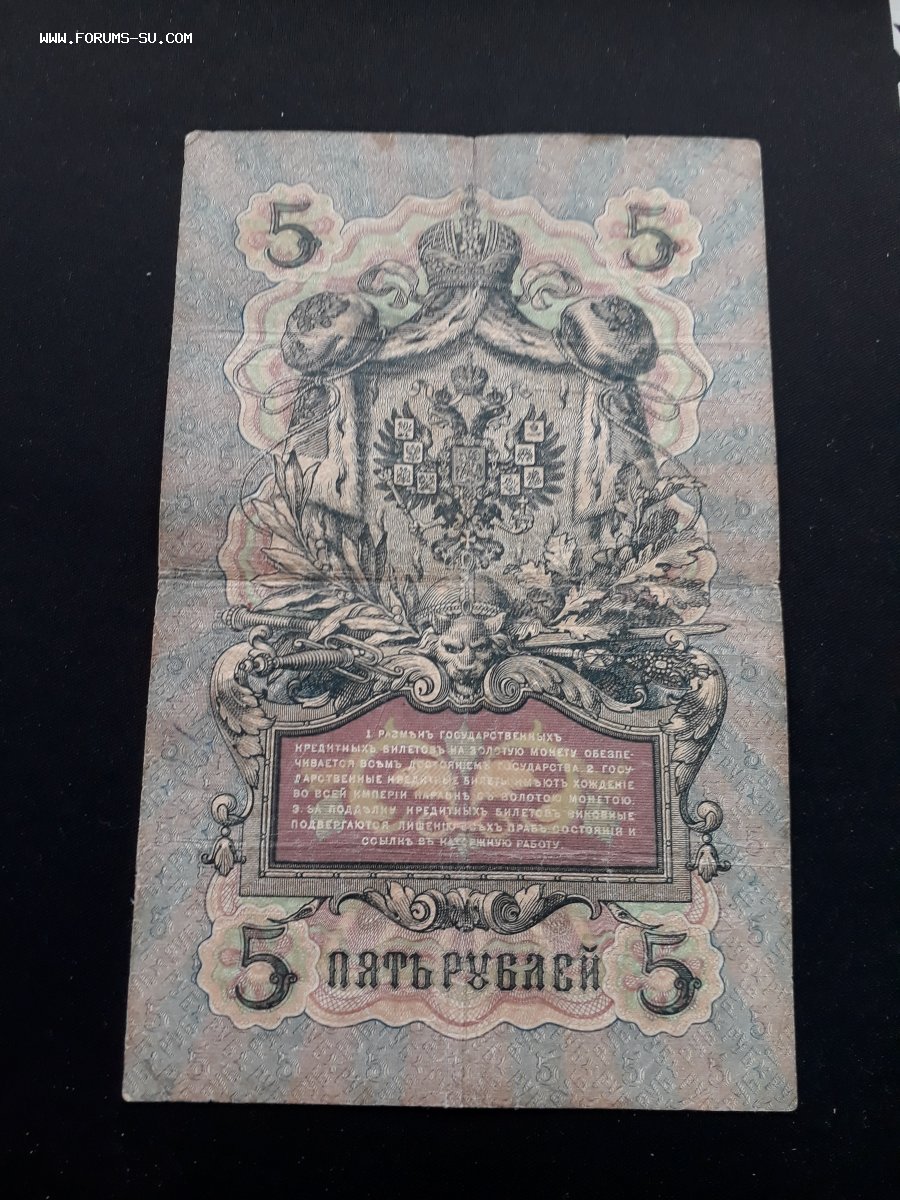 WWW.FORUMS-SU.COM
5 5
1. РАЗМѢНЪ ГОСУДАРСТВЕННЫХЪ
КРЕДИТНЫХЪ БИЛЕТОВЪ НА ЗОЛОТУЮ МОНЕТУ ОБЕЗПЕ-
ЧИВАЕТСЯ ВСѢМЪ ДОСТОЯНІЕМЪ ГОСУДАРСТВА. 2. ГОСУ-
ДАРСТВЕННЫЕ КРЕДИТНЫЕ БИЛЕТЫ ИМѢЮТЪ ХОЖДЕНІЕ
ВО ВСЕЙ ИМПЕРІИ НАРАВНѢ СЪ ЗОЛОТОЮ МОНЕТОЮ.
3. ЗА ПОДДѢЛКУ КРЕДИТНЫХЪ БИЛЕТОВЪ ВИНОВНЫЕ
ПОДВЕРГАЮТСЯ ЛИШЕНІЮ ВСѢХЪ ПРАВЪ СОСТОЯНІЯ И
ССЫЛКѢ ВЪ КАТОРЖНУЮ РАБОТУ.
5 ПЯТЬ РУБЛЕЙ 5